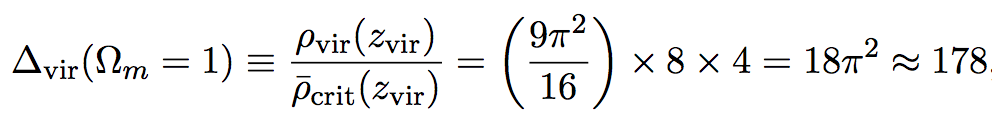 Δ_vir(Ω_m = 1) ≡ ρ_vir(z_vir) / ρ̄_crit(z_vir) = (9π² / 16) × 8 × 4 = 18π² ≈ 178.